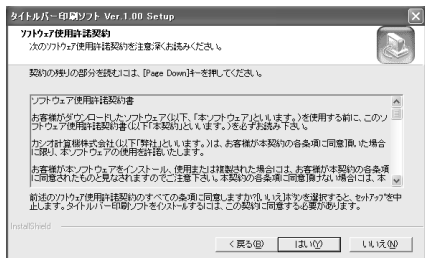 タイトルバー印刷ソフト Ver.1.00 Setup
ソフトウェア使用許諾契約
次のソフトウェア使用許諾契約を注意深くお読みください。
契約の残りの部分を読むには、[Page Down]キーを押してください。
ソフトウェア使用許諾契約書
お客様がダウンロードしたソフトウェア(以下、「本ソフトウェア」といいます。)を使用する前に、このソ
フトウェア使用許諾契約書(以下「本契約」といいます。)を必ずお読み下さい。
カシオ計算機株式会社(以下「弊社」といいます。)は、お客様が本契約の各条項に同意頂いた場合
に限り、本ソフトウェアの使用を許諾いたします。
お客様が本ソフトウェアをインストール、使用または複製された場合には、お客様が本契約の各条項
に同意されたものと見なされますのでご注意下さい。本契約の各条項に同意頂けない場合には、本
前述のソフトウェア使用許諾契約のすべての条項に同意しますか?[いいえ]ボタンを選択すると、セットアップを中
止します。タイトルバー印刷ソフトをインストールするには、この契約に同意する必要があります。
InstallShield
< 戻る(B)
はい(Y)
いいえ(N)